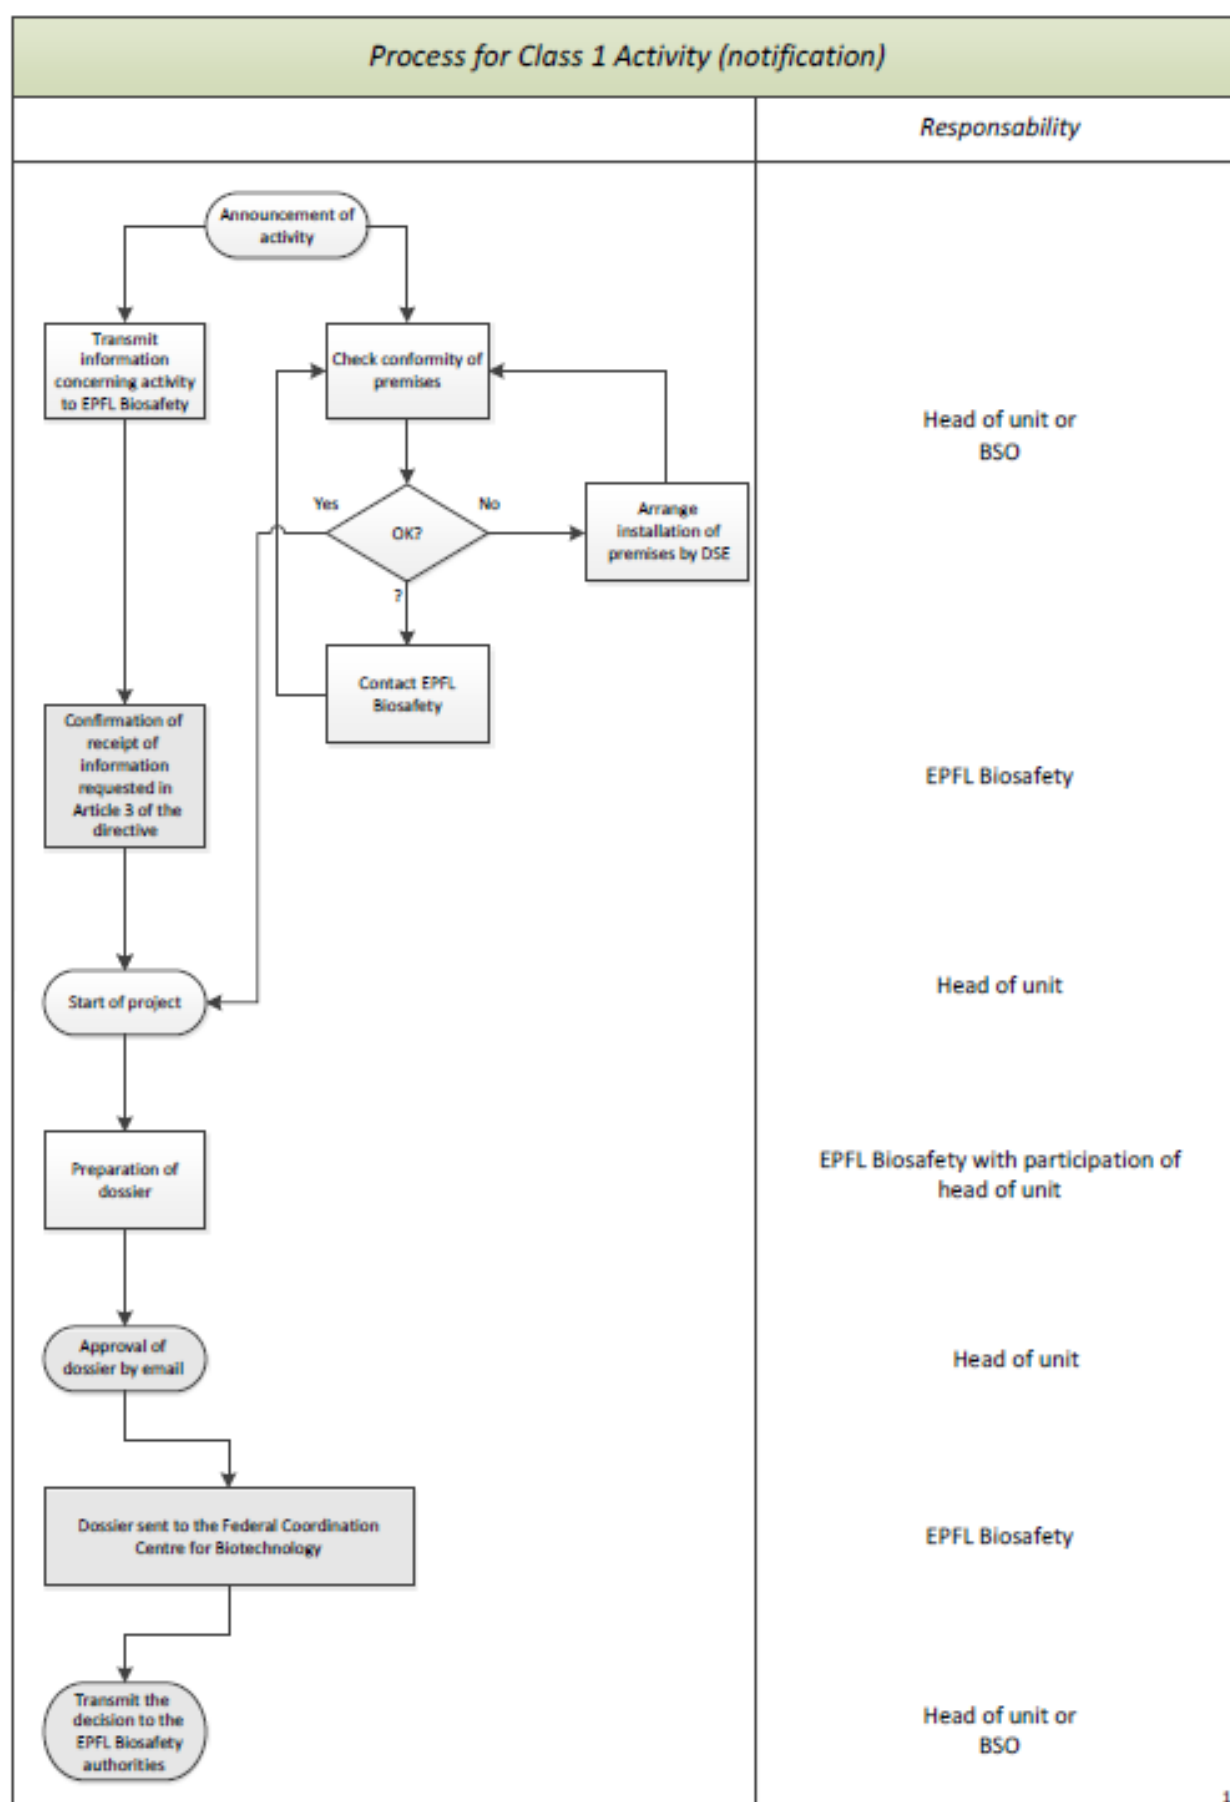 Process for Class 1 Activity (notification)
Responsability
Announcement of
activity
Transmit
information
concerning activity
to EPFL Biosafety
Check conformity of
premises
Head of unit or
BSO
Yes
OK?
No
Arrange
installation of
premises by DSE
?
Contact EPFL
Biosafety
Confirmation of
receipt of
information
requested in
Article 3 of the
directive
EPFL Biosafety
Start of project
Head of unit
Preparation of
dossier
EPFL Biosafety with participation of
head of unit
Approval of
dossier by email
Head of unit
Dossier sent to the Federal Coordination
Centre for Biotechnology
EPFL Biosafety
Transmit the
decision to the
EPFL Biosafety
authorities
Head of unit or
BSO
1